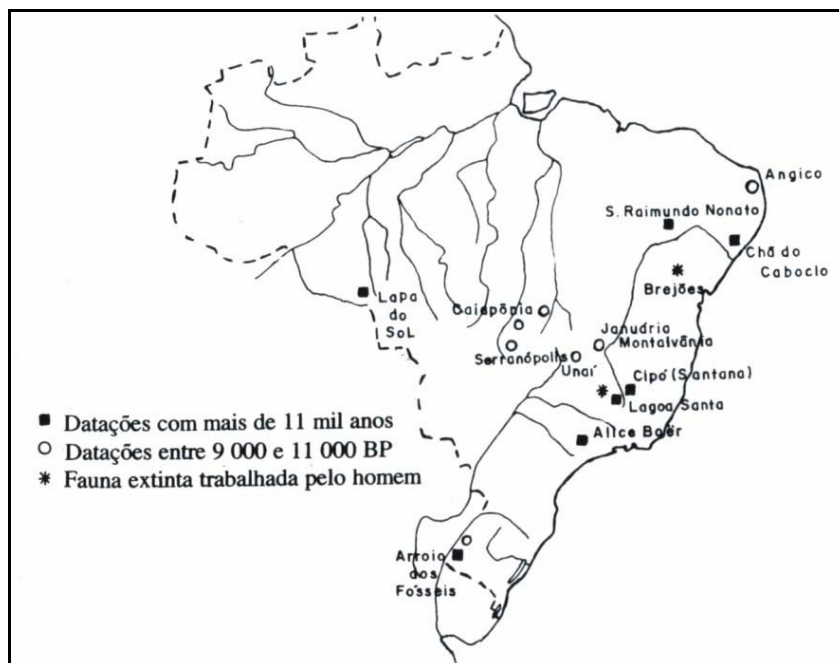 Angico
S. Raimundo Nonato
Chã do
Caboclo
Brejões
Lapa
do
SoL
Caiapônia
Januária
Montalvânia
Serranópolis
Unaí
Cipó (Santana)
Lagoa Santa
Alice Boër
Datações com mais de 11 mil anos
Datações entre 9 000 e 11 000 BP
Fauna extinta trabalhada pelo homem
Arroio
dos
Fósseis